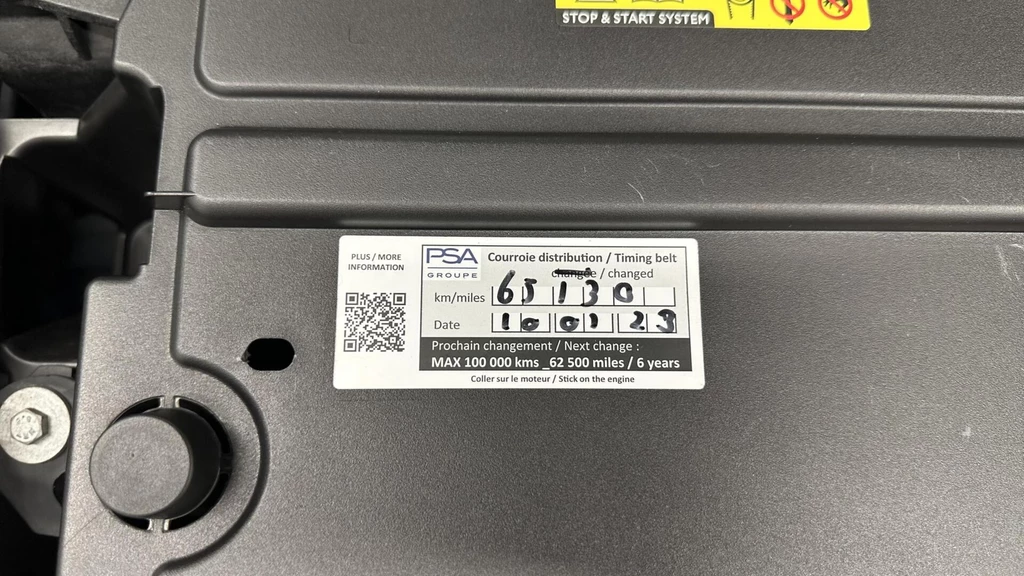 STOP & START SYSTEM
PLUS / MORE
INFORMATION
PSA
GROUPE
Courroie distribution / Timing belt
changée / changed
km/miles 65130
Date 10 01 23
Prochain changement / Next change :
MAX 100 000 kms _62 500 miles / 6 years
Coller sur le moteur / Stick on the engine